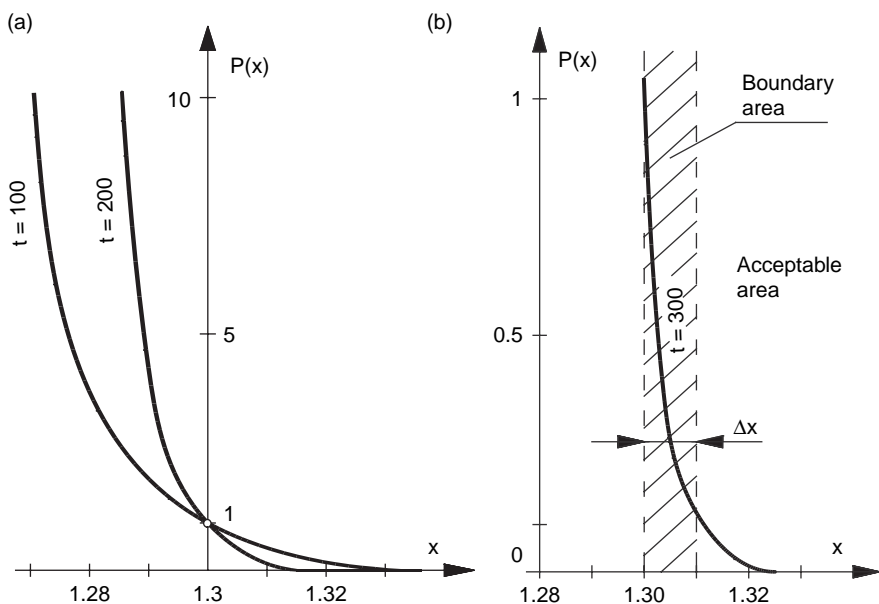 (a)
P(x)
10
t = 100
t = 200
5
1
x
1.28
1.3
1.32
(b)
P(x)
1
Boundary
area
Acceptable
area
t = 300
0.5
Δx
0
x
1.28
1.30
1.32